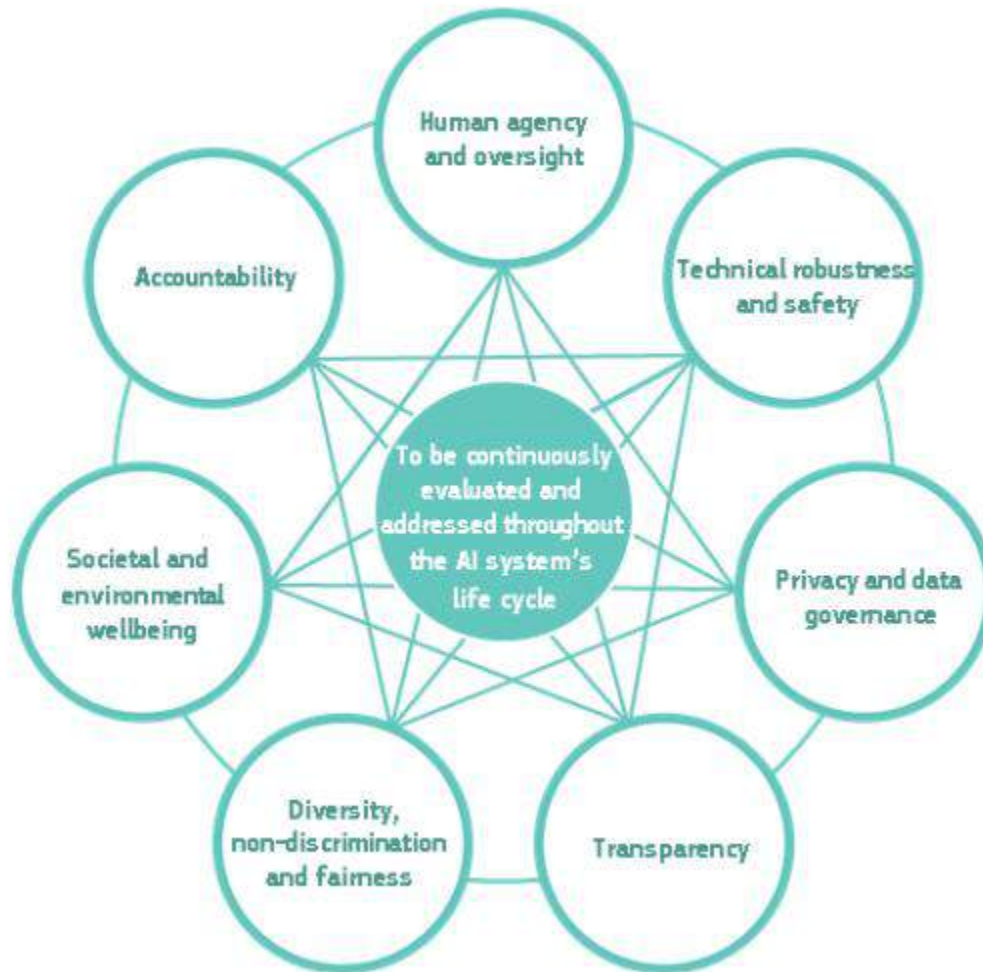 Human agency
and oversight
Technical robustness
and safety
Privacy and data
governance
Transparency
Diversity,
non-discrimination
and fairness
Societal and
environmental
wellbeing
Accountability
To be continuously
evaluated and
addressed throughout
the AI system's
life cycle